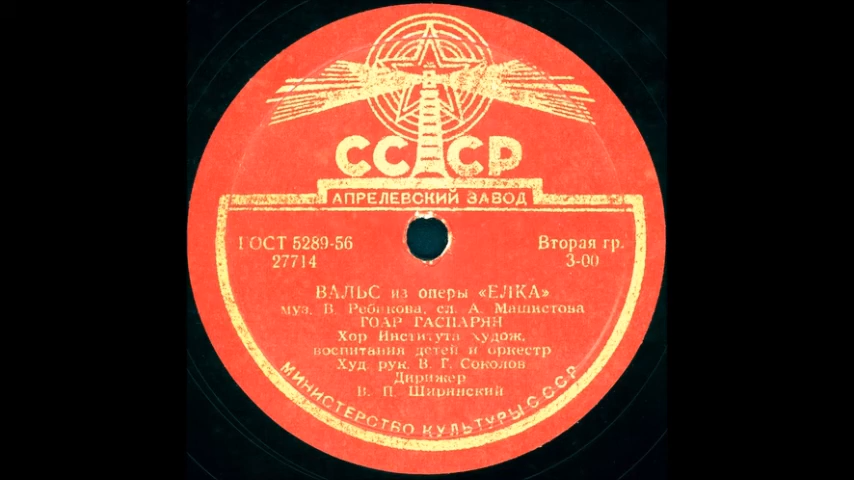 СССР
АПРЕЛЕВСКИЙ ЗАВОД
ГОСТ 5289-56
27714
Вторая гр.
3-00
ВАЛЬС из оперы «ЕЛКА»
муз. В. Ребикова, сл. А. Машистова
ГОАР ГАСПАРЯН
Хор Института худож.
воспитания детей и оркестр
Худ. рук. В. Г. Соколов
Дирижер
В. П. Ширинский
МИНИСТЕРСТВО КУЛЬТУРЫ СССР